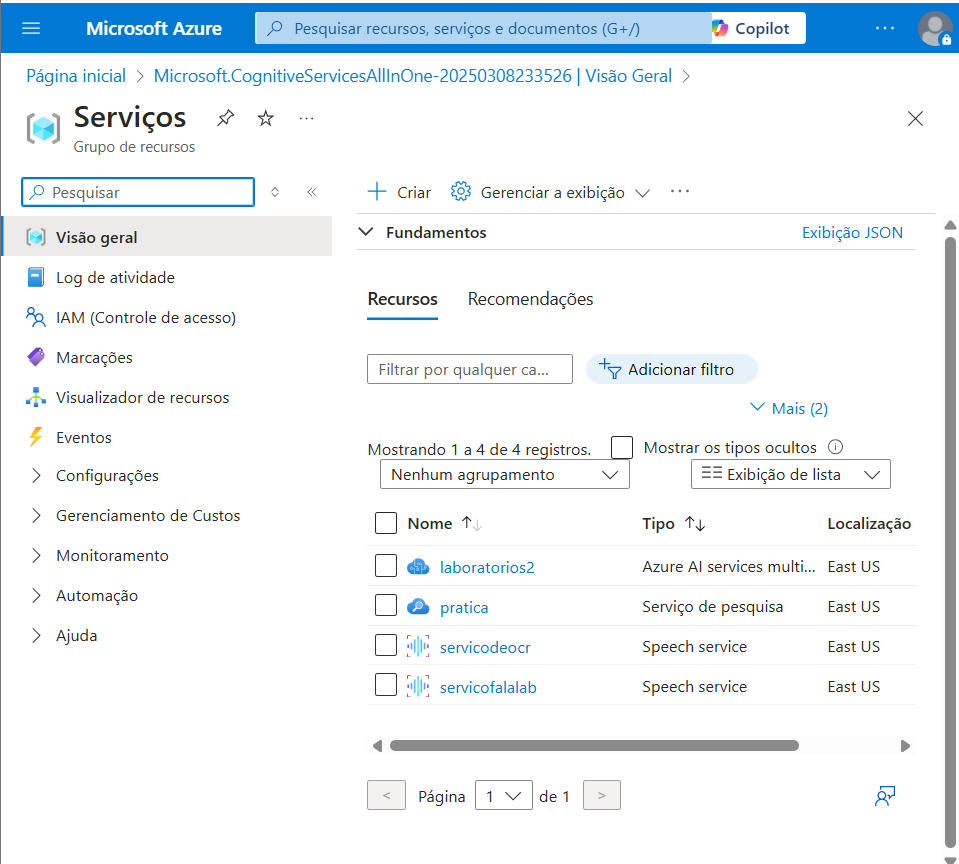 Microsoft Azure
Pesquisar recursos, serviços e documentos (G+/)
Copilot
Página inicial > Microsoft.CognitiveServicesAllInOne-20250308233526 | Visão Geral >
Serviços
Grupo de recursos
Pesquisar
Visão geral
Log de atividade
IAM (Controle de acesso)
Marcações
Visualizador de recursos
Eventos
Configurações
Gerenciamento de Custos
Monitoramento
Automação
Ajuda
Criar
Gerenciar a exibição
Fundamentos
Exibição JSON
Recursos
Recomendações
Filtrar por qualquer ca...
Adicionar filtro
Mais (2)
Mostrando 1 a 4 de 4 registros.
Mostrar os tipos ocultos
Nenhum agrupamento
Exibição de lista
Nome Tipo Localização
laboratorios2 Azure AI services multi... East US
pratica Serviço de pesquisa East US
servicodeocr Speech service East US
servicofalalab Speech service East US
< Página 1 de 1 >